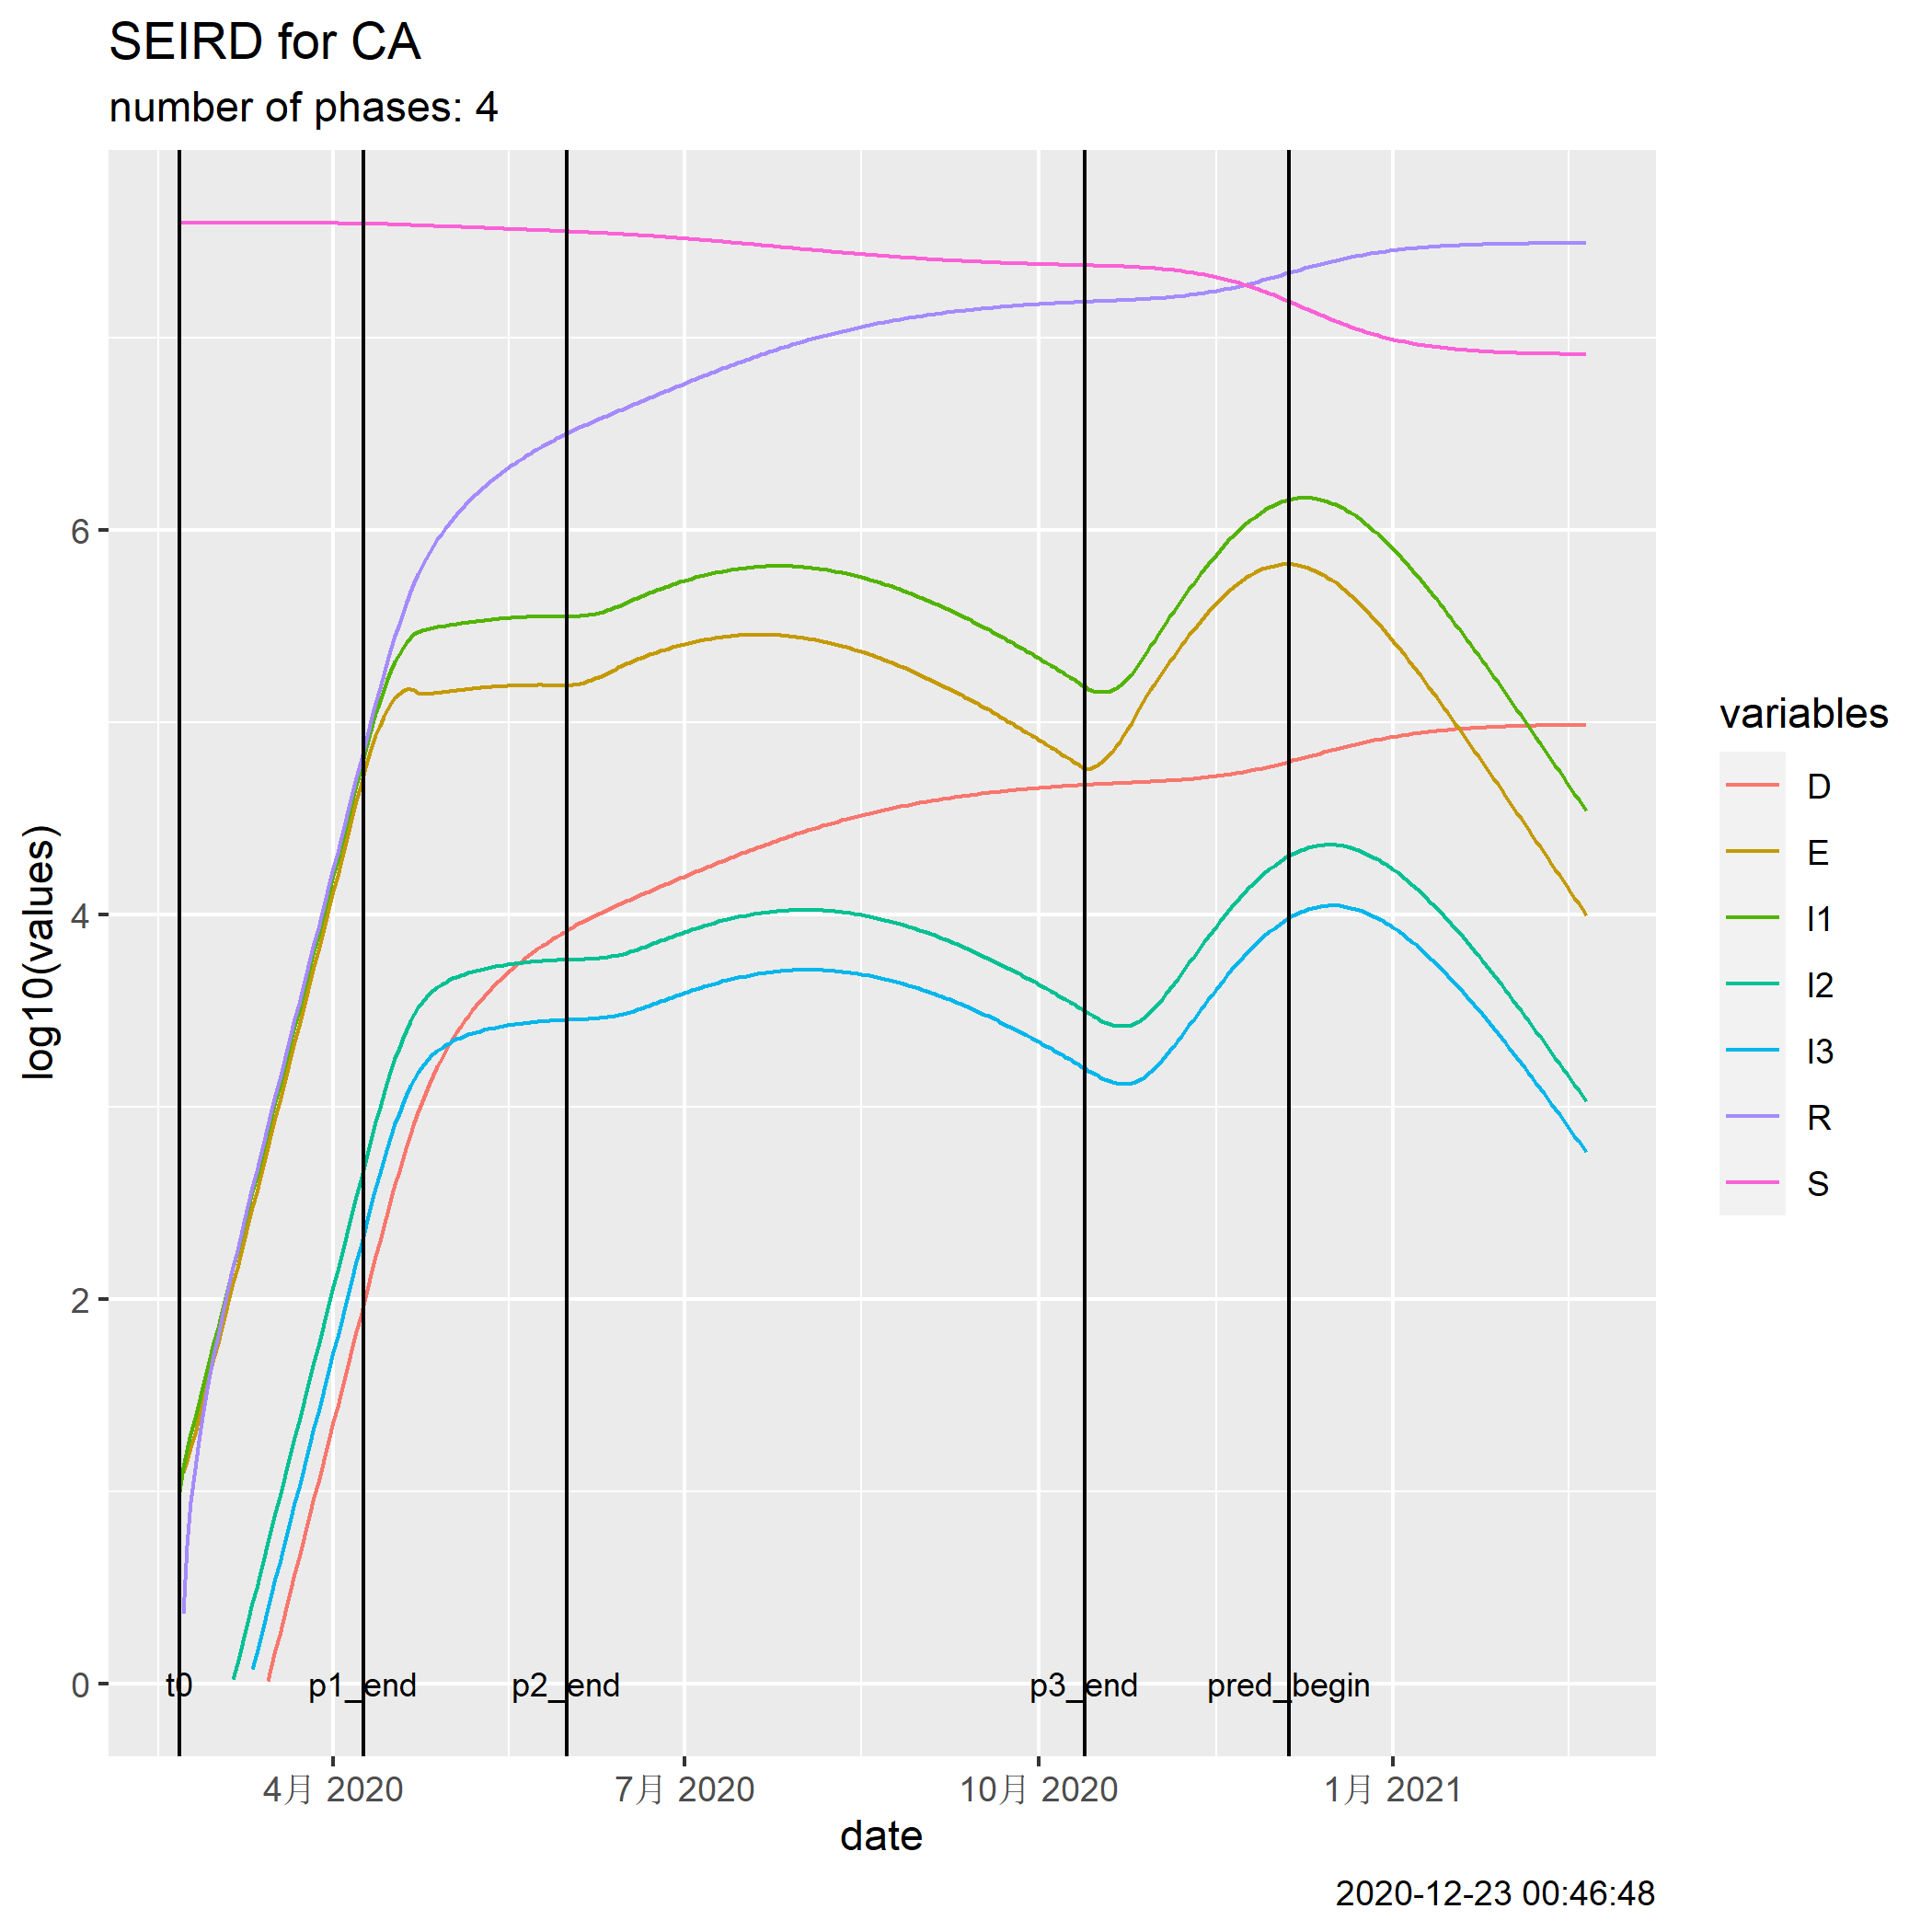 SEIRD for CA
number of phases: 4
log10(values)
6
4
2
0
t0
p1_end
p2_end
p3_end
pred_begin
4月 2020
7月 2020
10月 2020
1月 2021
date
variables
D
E
I1
I2
I3
R
S
2020-12-23 00:46:48